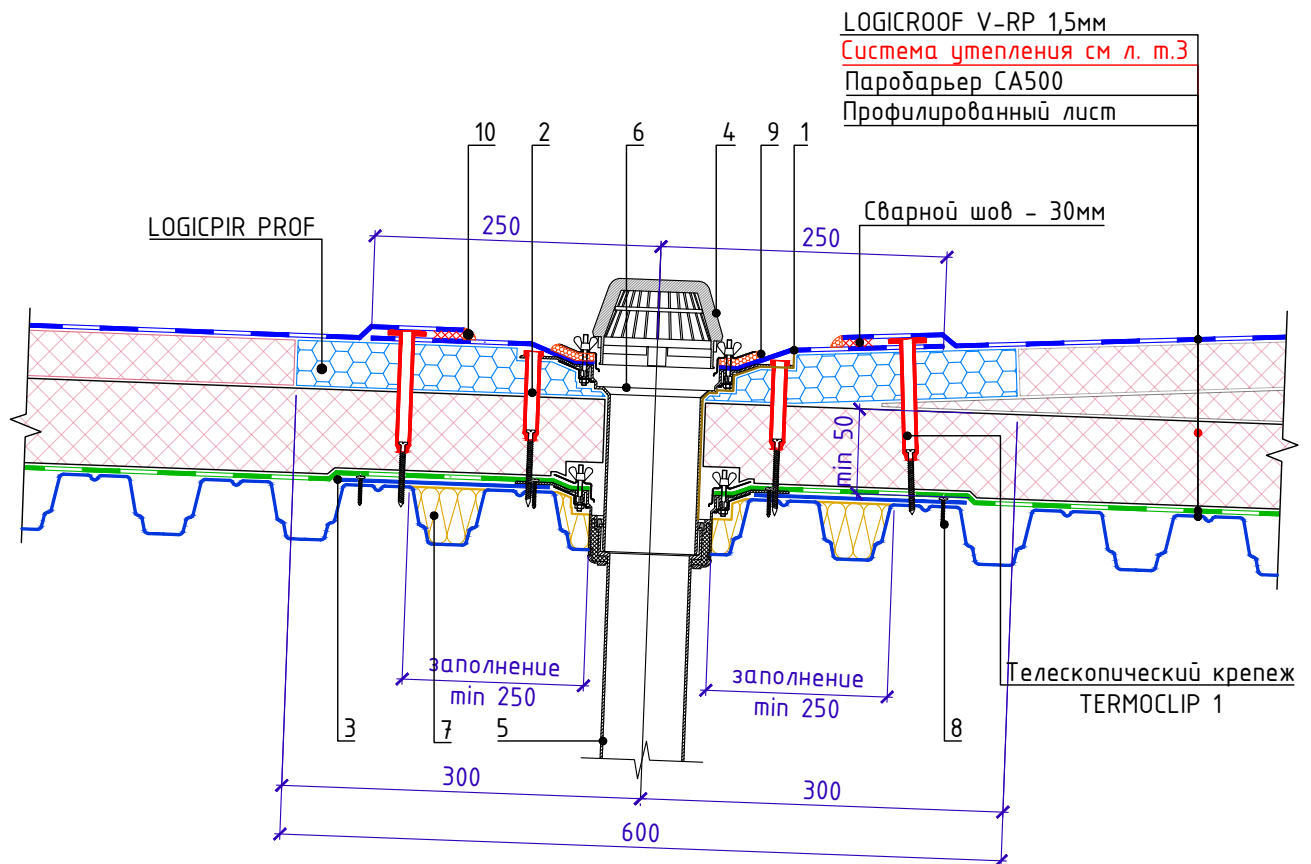 LOGICROOF V-RP 1,5мм
Система утепления см л. т.3
Паробарьер СА500
Профилированный лист
10
2
6
4
9
1
LOGICPIR PROF
250
250
Сварной шов - 30мм
min 50
заполнение
min 250
заполнение
min 250
Телескопический крепеж
TERMOCLIP 1
3
7
5
8
300
300
600